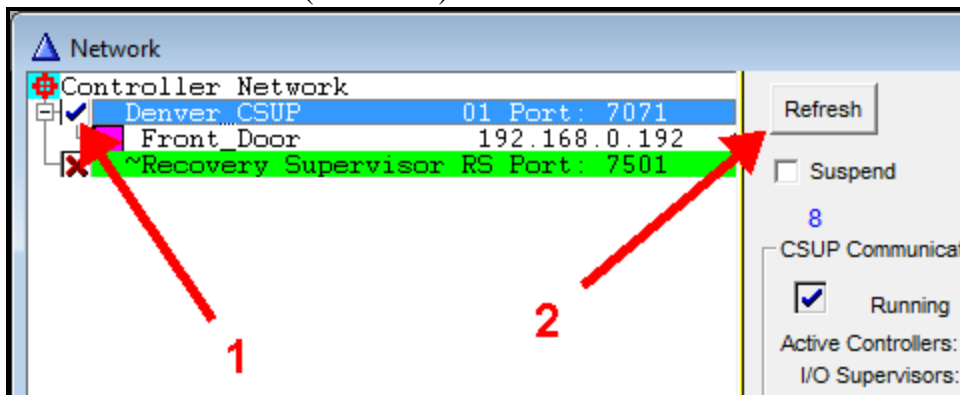 Network
Controller Network
Denver_CSUP 01 Port: 7071
Front_Door 192.168.0.192
~Recovery Supervisor RS Port: 7501
Refresh
Suspend
8
CSUP Communicat
Running
Active Controllers:
I/O Supervisors:
1
2